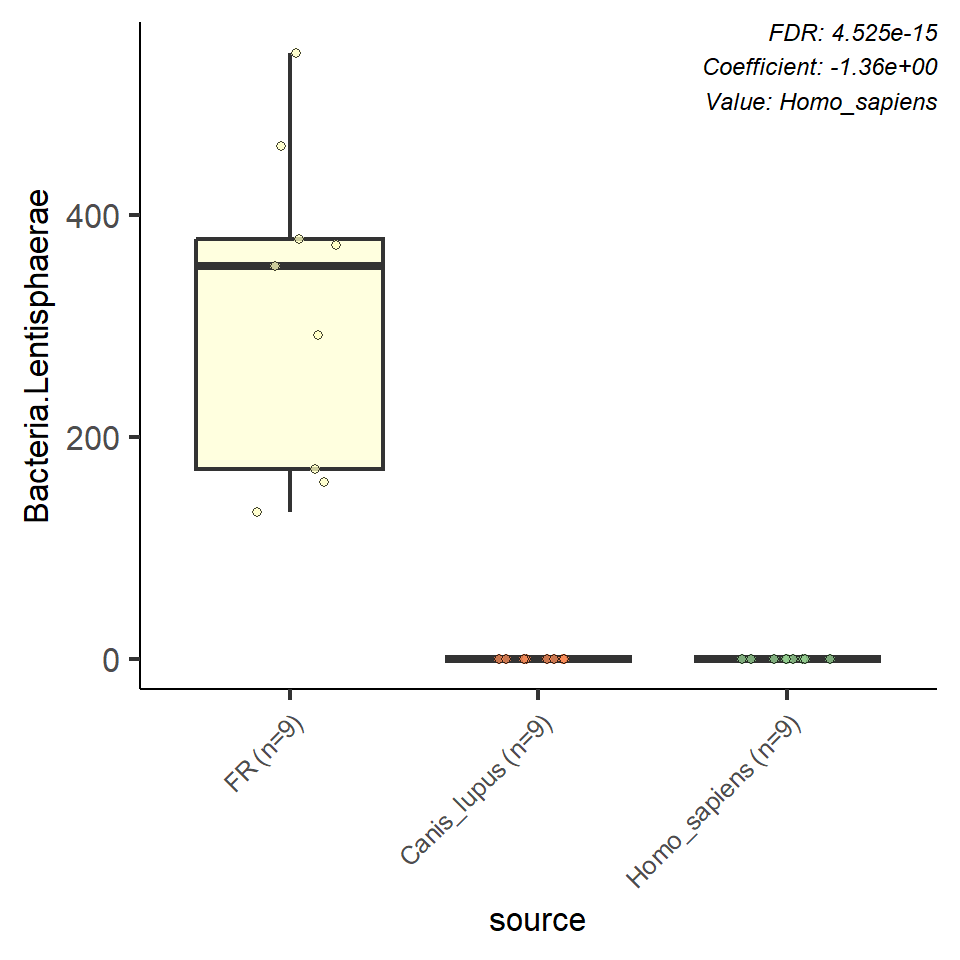 FDR: 4.525e-15
Coefficient: -1.36e+00
Value: Homo_sapiens
Bacteria.Lentisphaerae
400
200
0
FR (n=9)
Canis_lupus (n=9)
Homo_sapiens (n=9)
source